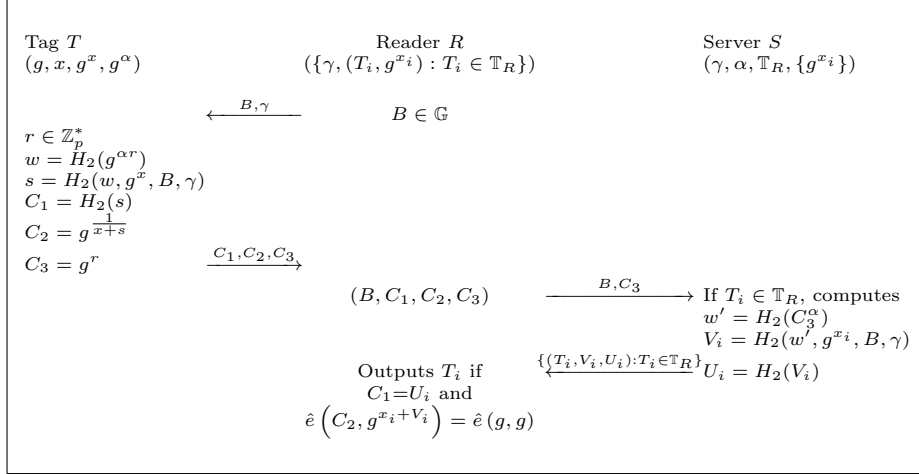 Tag T Reader R Server S
(g, x, g^x, g^α) ({γ, (T_i, g^{x_i}) : T_i ∈ 𝕋_R}) (γ, α, 𝕋_R, {g^{x_i}})
B,γ B ∈ 𝔾
r ∈ ℤ_p^*
w = H_2(g^{αr})
s = H_2(w, g^x, B, γ)
C_1 = H_2(s)
C_2 = g^{\frac{1}{x+s}}
C_3 = g^r C_1,C_2,C_3
(B, C_1, C_2, C_3) B,C_3 If T_i ∈ 𝕋_R, computes
w′ = H_2(C_3^α)
V_i = H_2(w′, g^{x_i}, B, γ)
Outputs T_i if {(T_i,V_i,U_i):T_i∈𝕋_R} U_i = H_2(V_i)
C_1=U_i and
ê (C_2, g^{x_i+V_i}) = ê (g, g)